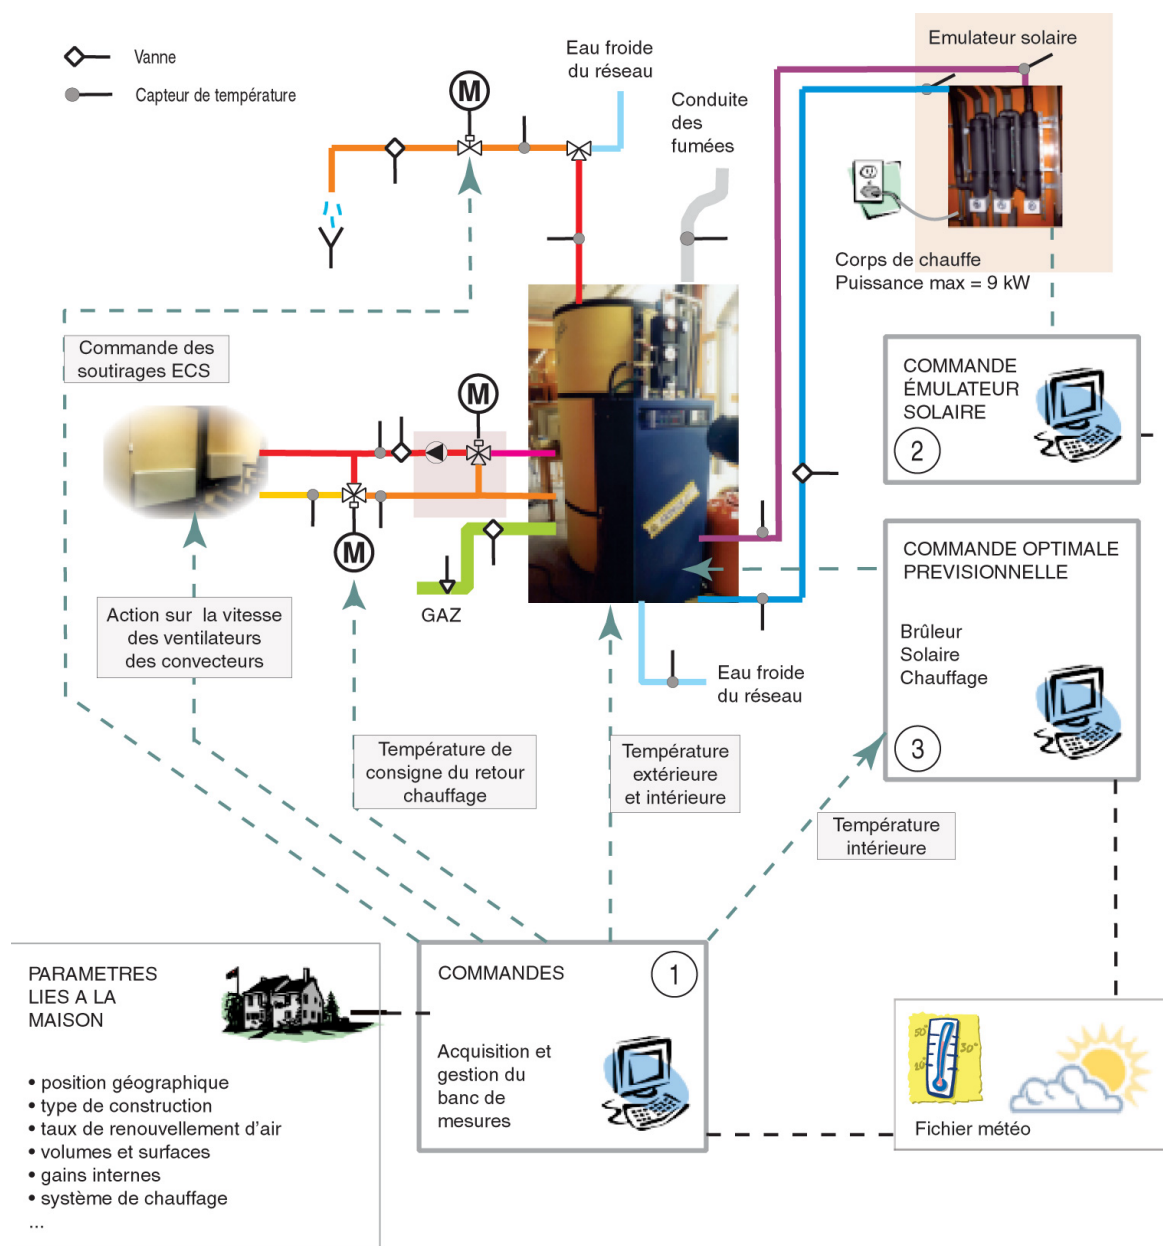 Vanne
Capteur de température
M
Eau froide
du réseau
Conduite
des
fumées
Emulateur solaire
Corps de chauffe
Puissance max = 9 kW
Commande des
soutirages ECS
M
COMMANDE
ÉMULATEUR
SOLAIRE
2
M
GAZ
COMMANDE OPTIMALE
PREVISIONNELLE
Brûleur
Solaire
Chauffage
3
Action sur la vitesse
des ventilateurs
des convecteurs
Eau froide
du réseau
Température de
consigne du retour
chauffage
Température
extérieure
et intérieure
Température
intérieure
PARAMETRES
LIES A LA
MAISON
• position géographique
• type de construction
• taux de renouvellement d'air
• volumes et surfaces
• gains internes
• système de chauffage
...
COMMANDES
1
Acquisition et
gestion du
banc de
mesures
50°
30°
10°
Fichier météo